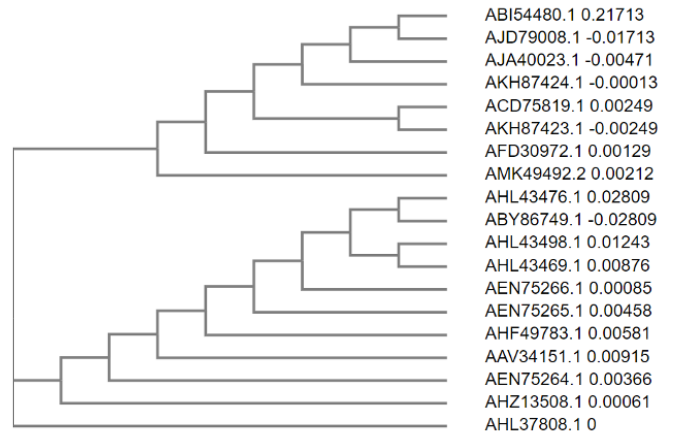 ABI54480.1 0.21713
AJD79008.1 -0.01713
AJA40023.1 -0.00471
AKH87424.1 -0.00013
ACD75819.1 0.00249
AKH87423.1 -0.00249
AFD30972.1 0.00129
AMK49492.2 0.00212
AHL43476.1 0.02809
ABY86749.1 -0.02809
AHL43498.1 0.01243
AHL43469.1 0.00876
AEN75266.1 0.00085
AEN75265.1 0.00458
AHF49783.1 0.00581
AAV34151.1 0.00915
AEN75264.1 0.00366
AHZ13508.1 0.00061
AHL37808.1 0